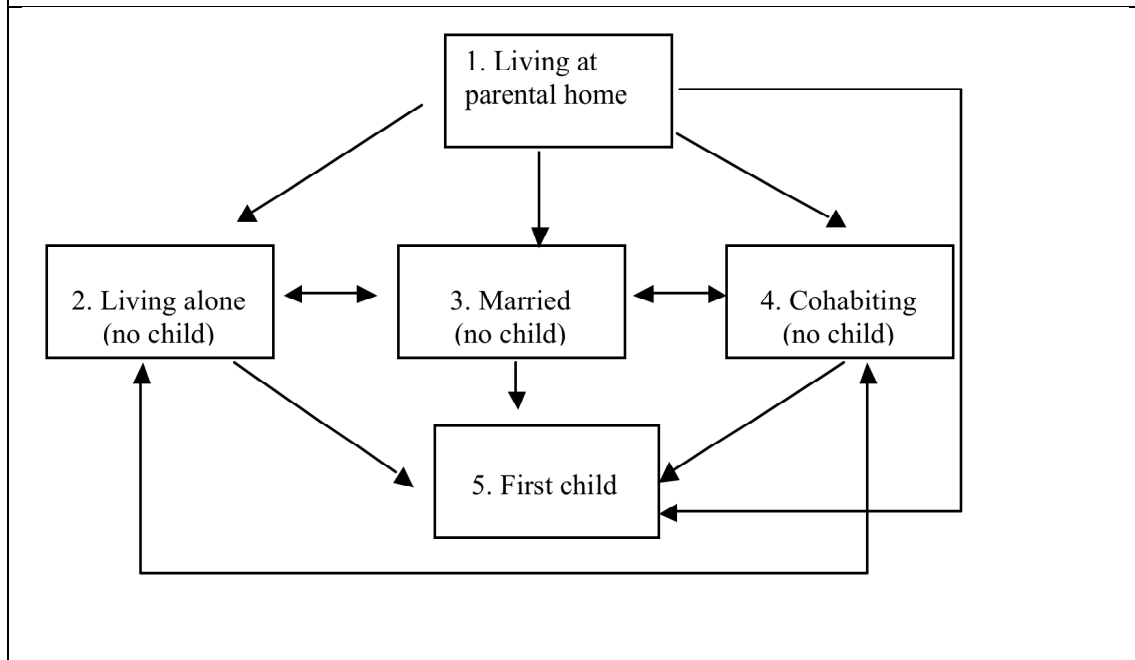 1. Living at
parental home
2. Living alone
(no child)
3. Married
(no child)
4. Cohabiting
(no child)
5. First child